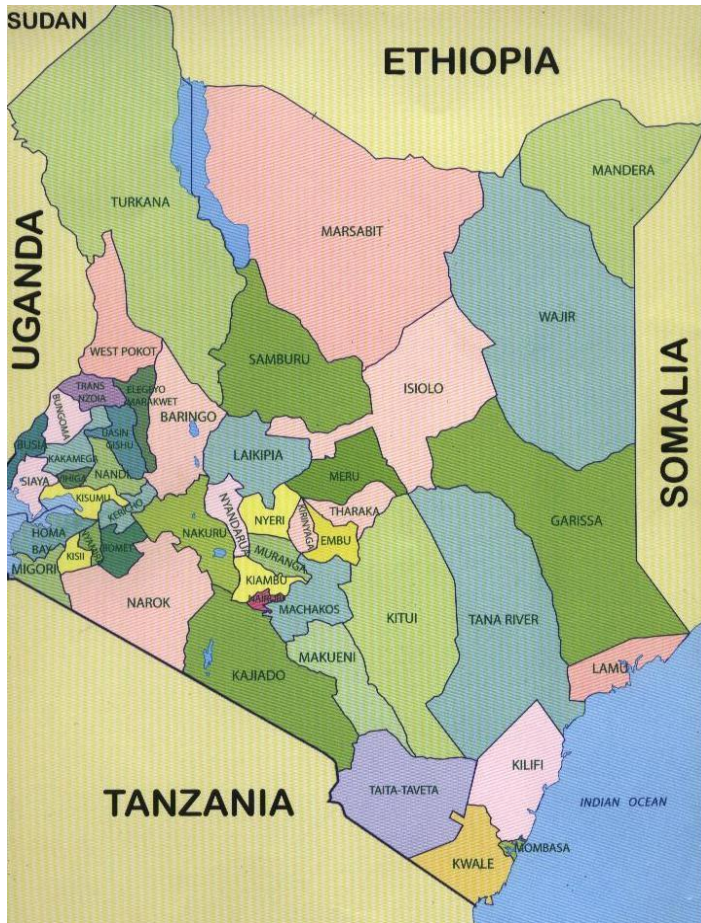 SUDAN
ETHIOPIA
MANDERA
TURKANA
MARSABIT
UGANDA
WAJIR
WEST POKOT
SAMBURU
SOMALIA
TRANS
NZOIA
ELEGEYO
MARAKWET
ISIOLO
BUNGOMA
BARINGO
UASIN
GISHU
BUSIA
KAKAMEGA
LAIKIPIA
VIHIGA
NANDI
SIAYA
MERU
KISUMU
KERICHO
THARAKA
NYANDARUA
NYERI
KIRINYAGA
GARISSA
HOMA
BAY
NAKURU
EMBU
KISII
BOMET
MURANGA
MIGORI
KIAMBU
NAIROBI
NAROK
MACHAKOS
KITUI
TANA RIVER
MAKUENI
LAMU
KAJIADO
KILIFI
TANZANIA
TAITA-TAVETA
INDIAN OCEAN
MOMBASA
KWALE